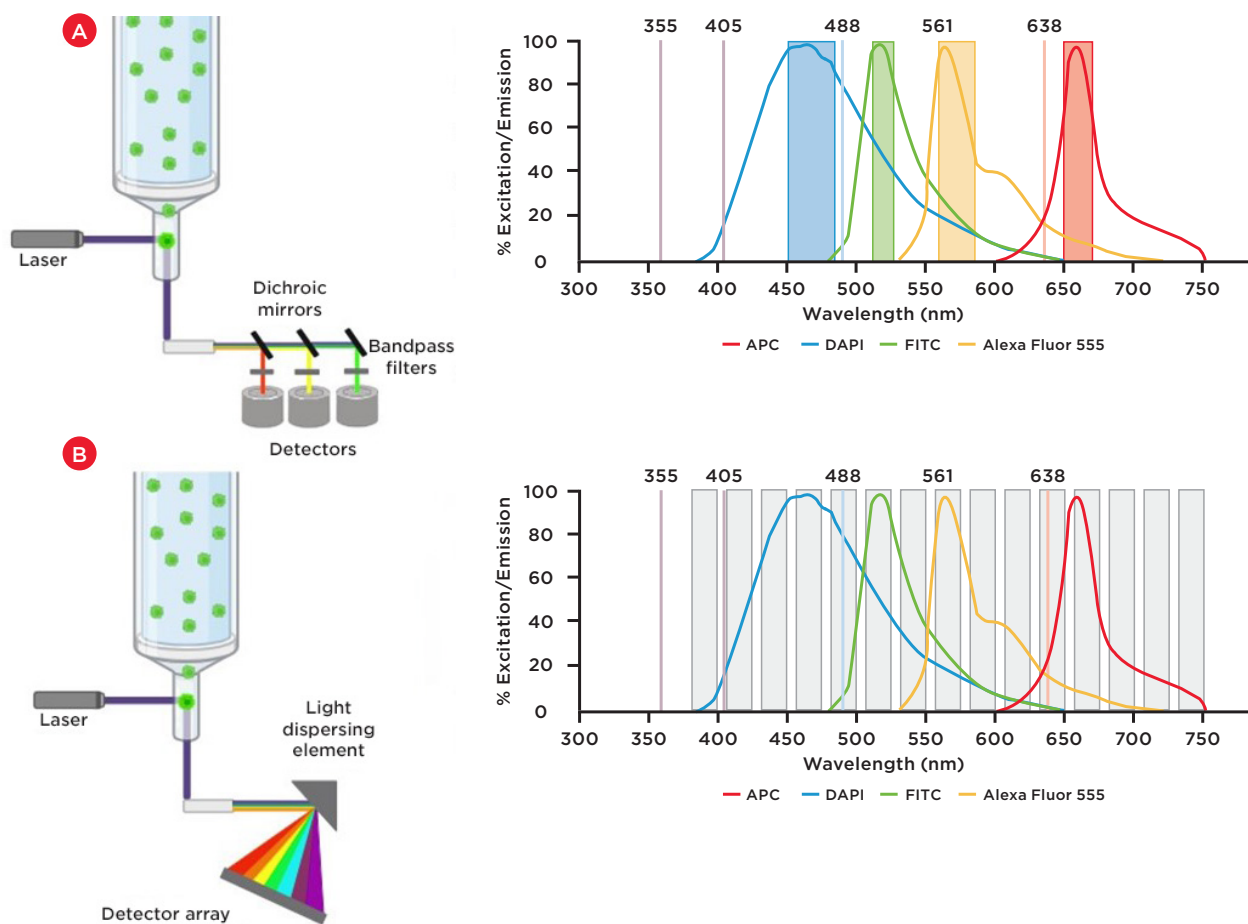 A
Laser
Dichroic
mirrors
Bandpass
filters
Detectors
355 405 488 561 638
100
80
60
40
20
0
% Excitation/Emission
300 350 400 450 500 550 600 650 700 750
Wavelength (nm)
APC DAPI FITC Alexa Fluor 555
B
Laser
Light
dispersing
element
Detector array
355 405 488 561 638
100
80
60
40
20
0
% Excitation/Emission
300 350 400 450 500 550 600 650 700 750
Wavelength (nm)
APC DAPI FITC Alexa Fluor 555